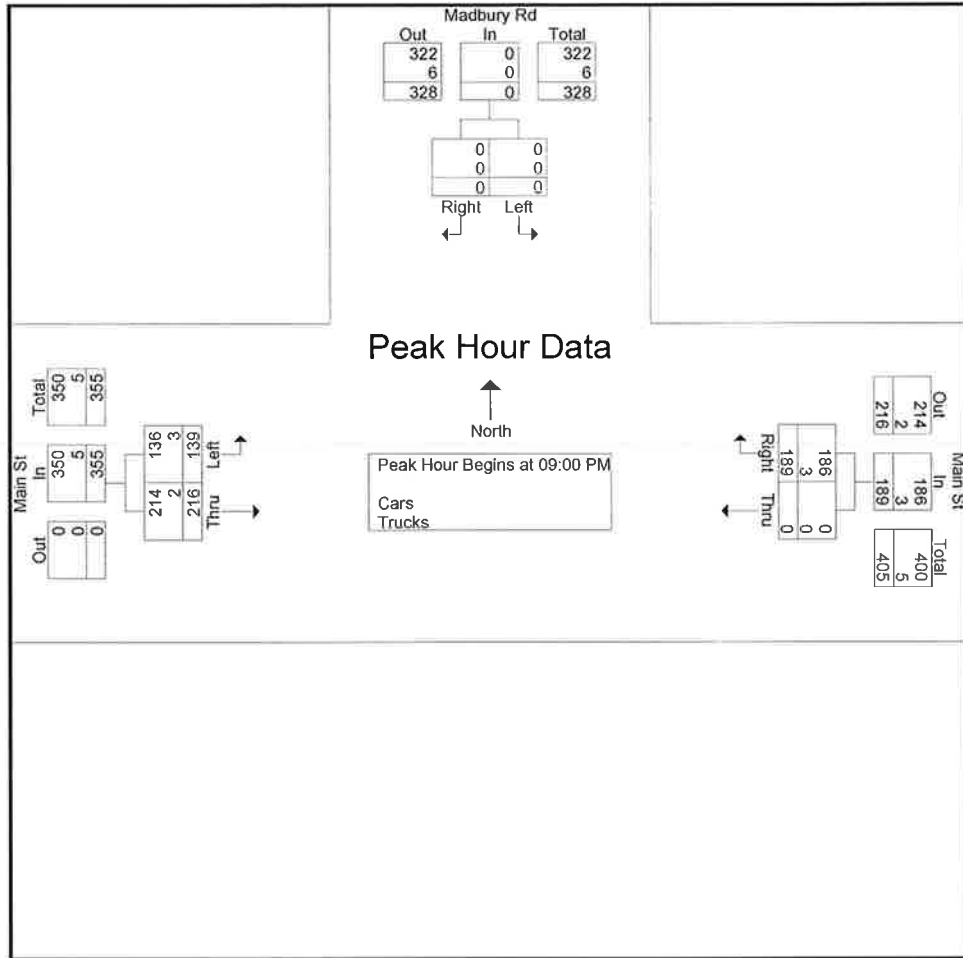 Madbury Rd
Out In Total
322 0 322
6 0 6
328 0 328
0 0
0 0
0 0
Right Left
Peak Hour Data
North
Peak Hour Begins at 09:00 PM
Cars
Trucks
Main St
Total
350
5
355
In
350
5
355
Out
0
0
0
Left
136
3
139
Thru
214
2
216
Main St
Out
214
2
216
In
186
3
189
Total
400
5
405
Right
186
3
189
Thru
0
0
0